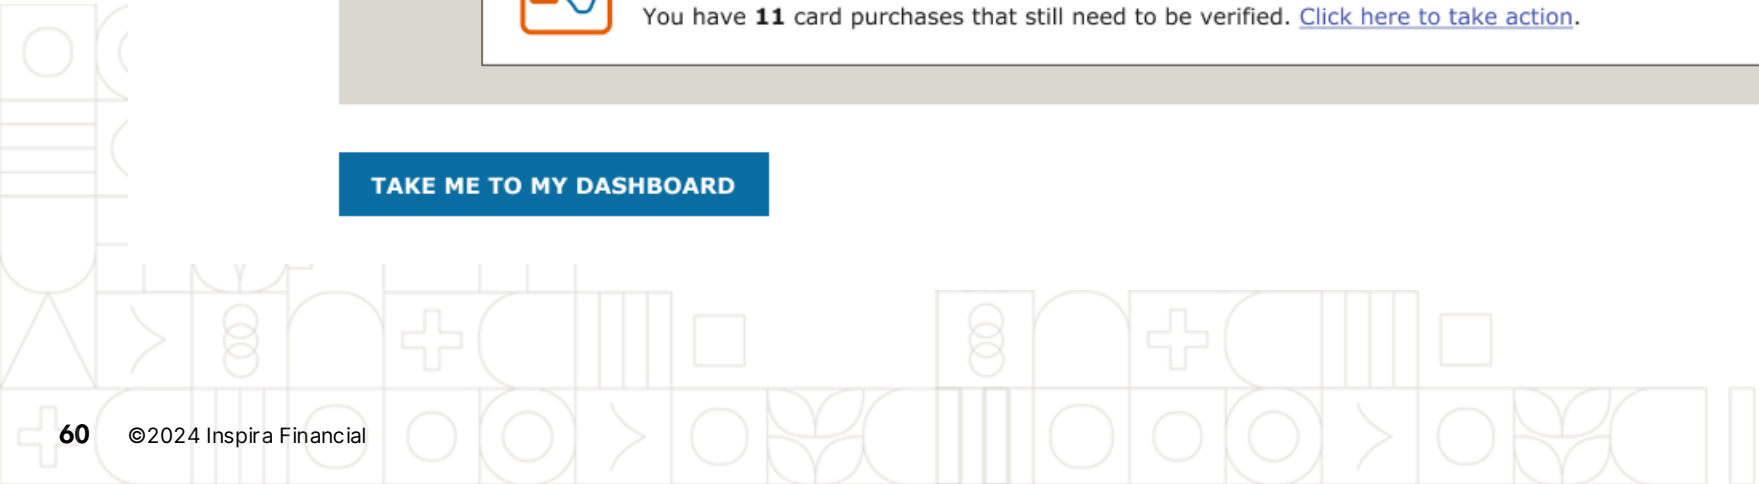 You have 11 card purchases that still need to be verified. Click here to take action.
TAKE ME TO MY DASHBOARD
60 ©2024 Inspira Financial